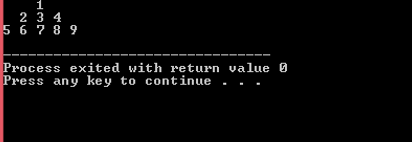 1
2 3 4
5 6 7 8 9
--------------------------------
Process exited with return value 0
Press any key to continue . . .